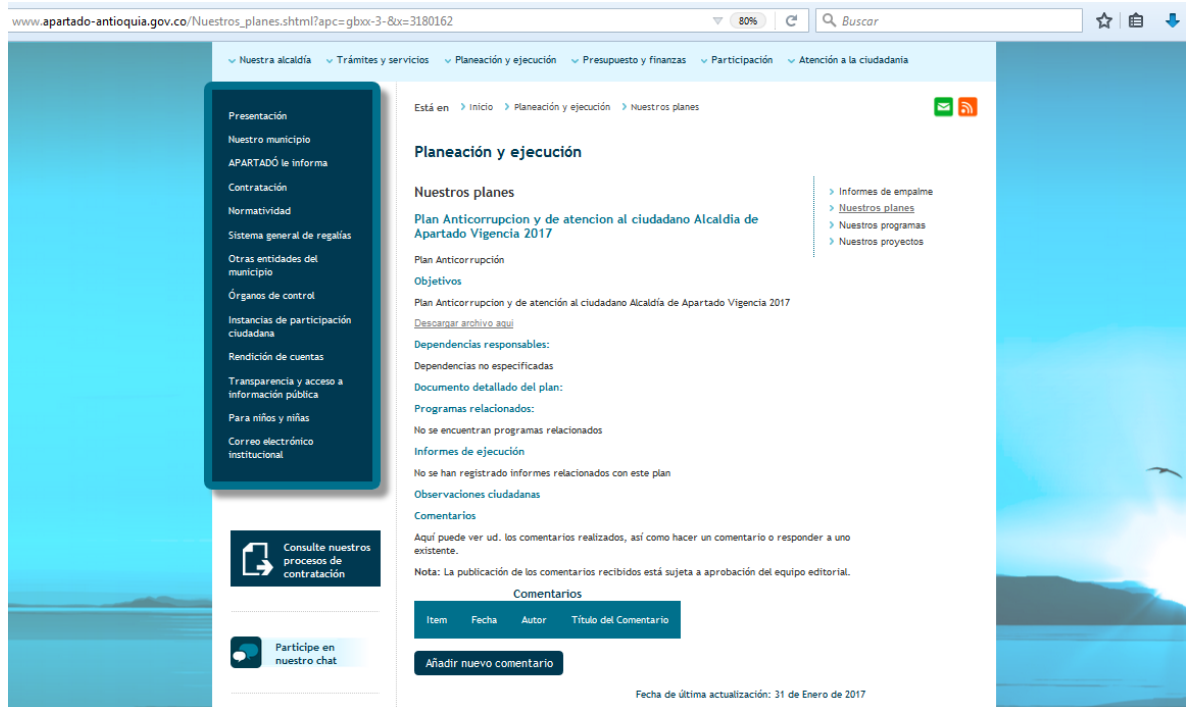 www.apartado-antioquia.gov.co/Nuestros_planes.shtml?apc=gbxx-3-&x=3180162
80%
Buscar
Nuestra alcaldía
Trámites y servicios
Planeación y ejecución
Presupuesto y finanzas
Participación
Atención a la ciudadania
Presentación
Nuestro municipio
APARTADÓ le informa
Contratación
Normatividad
Sistema general de regalías
Otras entidades del
municipio
Órganos de control
Instancias de participación
ciudadana
Rendición de cuentas
Transparencia y acceso a
información pública
Para niños y niñas
Correo electrónico
institucional
Consulte nuestros
procesos de
contratación
Participe en
nuestro chat
Está en > Inicio > Planeación y ejecución > Nuestros planes
Planeación y ejecución
Nuestros planes
Plan Anticorrupcion y de atencion al ciudadano Alcaldia de
Apartado Vigencia 2017
Plan Anticorrupción
Objetivos
Plan Anticorrupcion y de atención al ciudadano Alcaldía de Apartado Vigencia 2017
Descargar archivo aqui
Dependencias responsables:
Dependencias no especificadas
Documento detallado del plan:
Programas relacionados:
No se encuentran programas relacionados
Informes de ejecución
No se han registrado informes relacionados con este plan
Observaciones ciudadanas
Comentarios
Aquí puede ver ud. los comentarios realizados, así como hacer un comentario o responder a uno
existente.
Nota: La publicación de los comentarios recibidos está sujeta a aprobación del equipo editorial.
Comentarios
Item Fecha Autor Título del Comentario
Añadir nuevo comentario
Fecha de última actualización: 31 de Enero de 2017
> Informes de empalme
> Nuestros planes
> Nuestros programas
> Nuestros proyectos